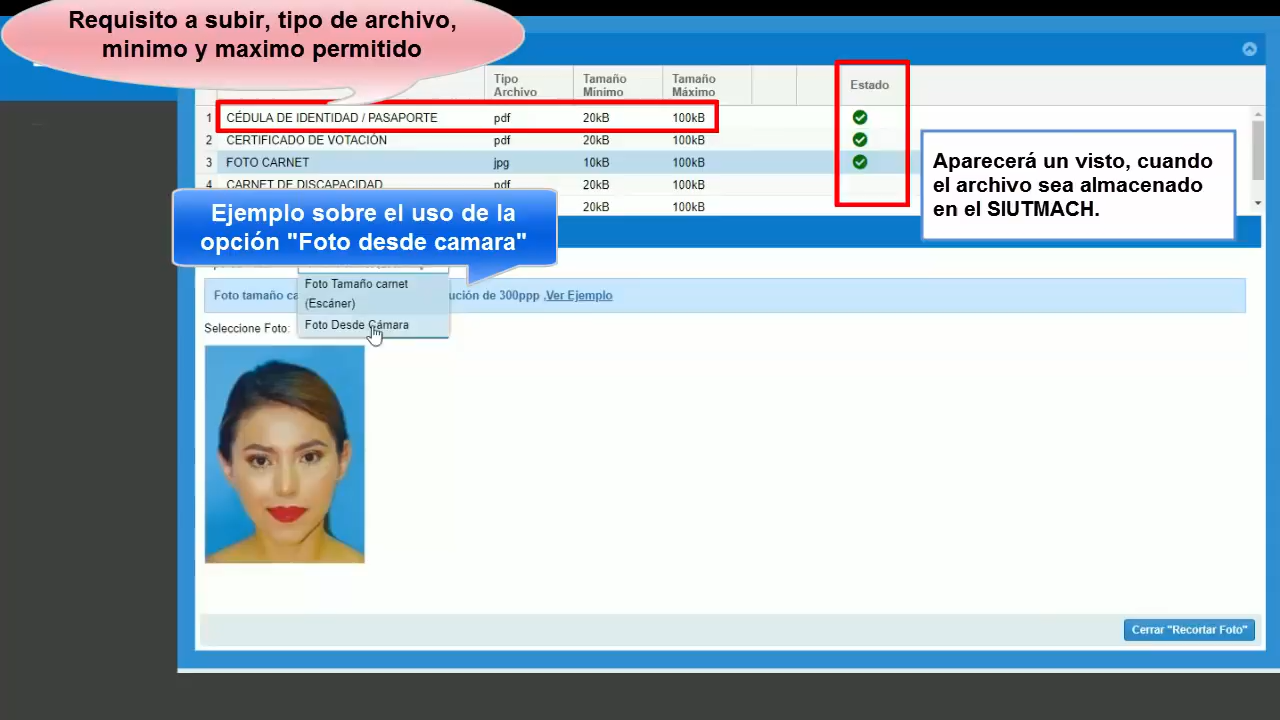 Requisito a subir, tipo de archivo,
minimo y maximo permitido
Tipo Archivo
Tamaño Mínimo
Tamaño Máximo
Estado
1 CÉDULA DE IDENTIDAD / PASAPORTE pdf 20kB 100kB
2 CERTIFICADO DE VOTACIÓN pdf 20kB 100kB
3 FOTO CARNET jpg 10kB 100kB
4 CARNET DE DISCAPACIDAD pdf 20kB 100kB
20kB 100kB
Aparecerá un visto, cuando
el archivo sea almacenado
en el SIUTMACH.
Ejemplo sobre el uso de la
opción "Foto desde camara"
Foto Tamaño carnet
(Escáner)
Foto Desde Cámara
Foto tamaño ca
ución de 300ppp ,Ver Ejemplo
Seleccione Foto:
Cerrar "Recortar Foto"